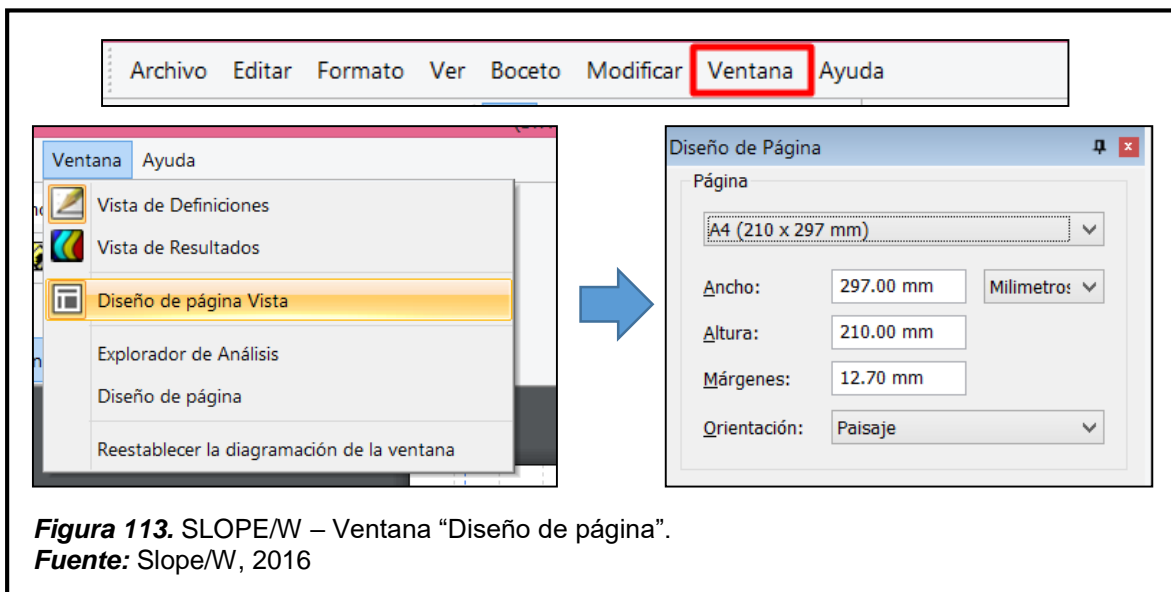 Archivo Editar Formato Ver Boceto Modificar Ventana Ayuda
Ventana Ayuda
Vista de Definiciones
Vista de Resultados
Diseño de página Vista
Explorador de Análisis
Diseño de página
Reestablecer la diagramación de la ventana
Diseño de Página
Página
A4 (210 x 297 mm)
Ancho: 297.00 mm Milimetros
Altura: 210.00 mm
Márgenes: 12.70 mm
Orientación: Paisaje
Figura 113. SLOPE/W – Ventana “Diseño de página”.
Fuente: Slope/W, 2016